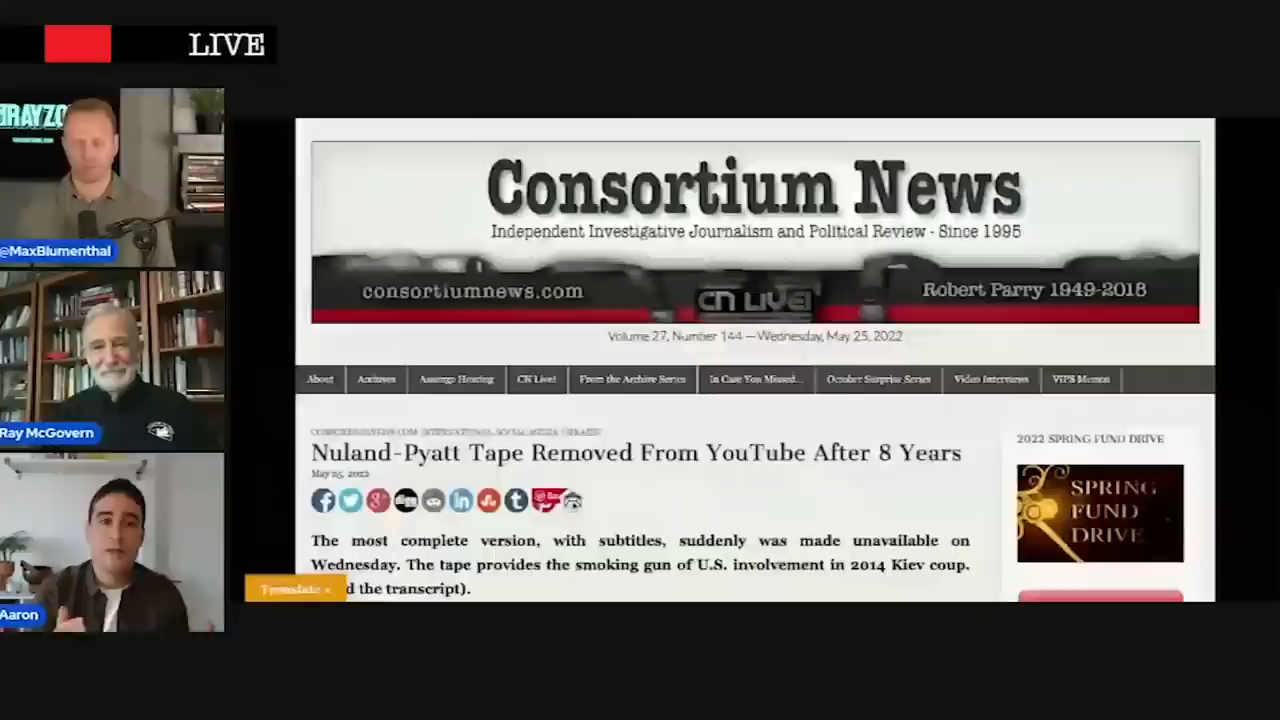 LIVE
@MaxBlumenthal
Ray McGovern
Aaron
Consortium News
Independent Investigative Journalism and Political Review - Since 1995
consortiumnews.com
CN LIVE!
Robert Parry 1949-2018
Volume 27, Number 144 — Wednesday, May 25, 2022
About
Archives
Assange Hearing
CN Live!
From the Archive Series
In Case You Missed...
October Surprise Series
Video Interviews
VIPS Memos
Nuland-Pyatt Tape Removed From YouTube After 8 Years
May 25, 2022
The most complete version, with subtitles, suddenly was made unavailable on
Wednesday. The tape provides the smoking gun of U.S. involvement in 2014 Kiev coup.
d the transcript).
Translate »
2022 SPRING FUND DRIVE
SPRING
FUND
DRIVE